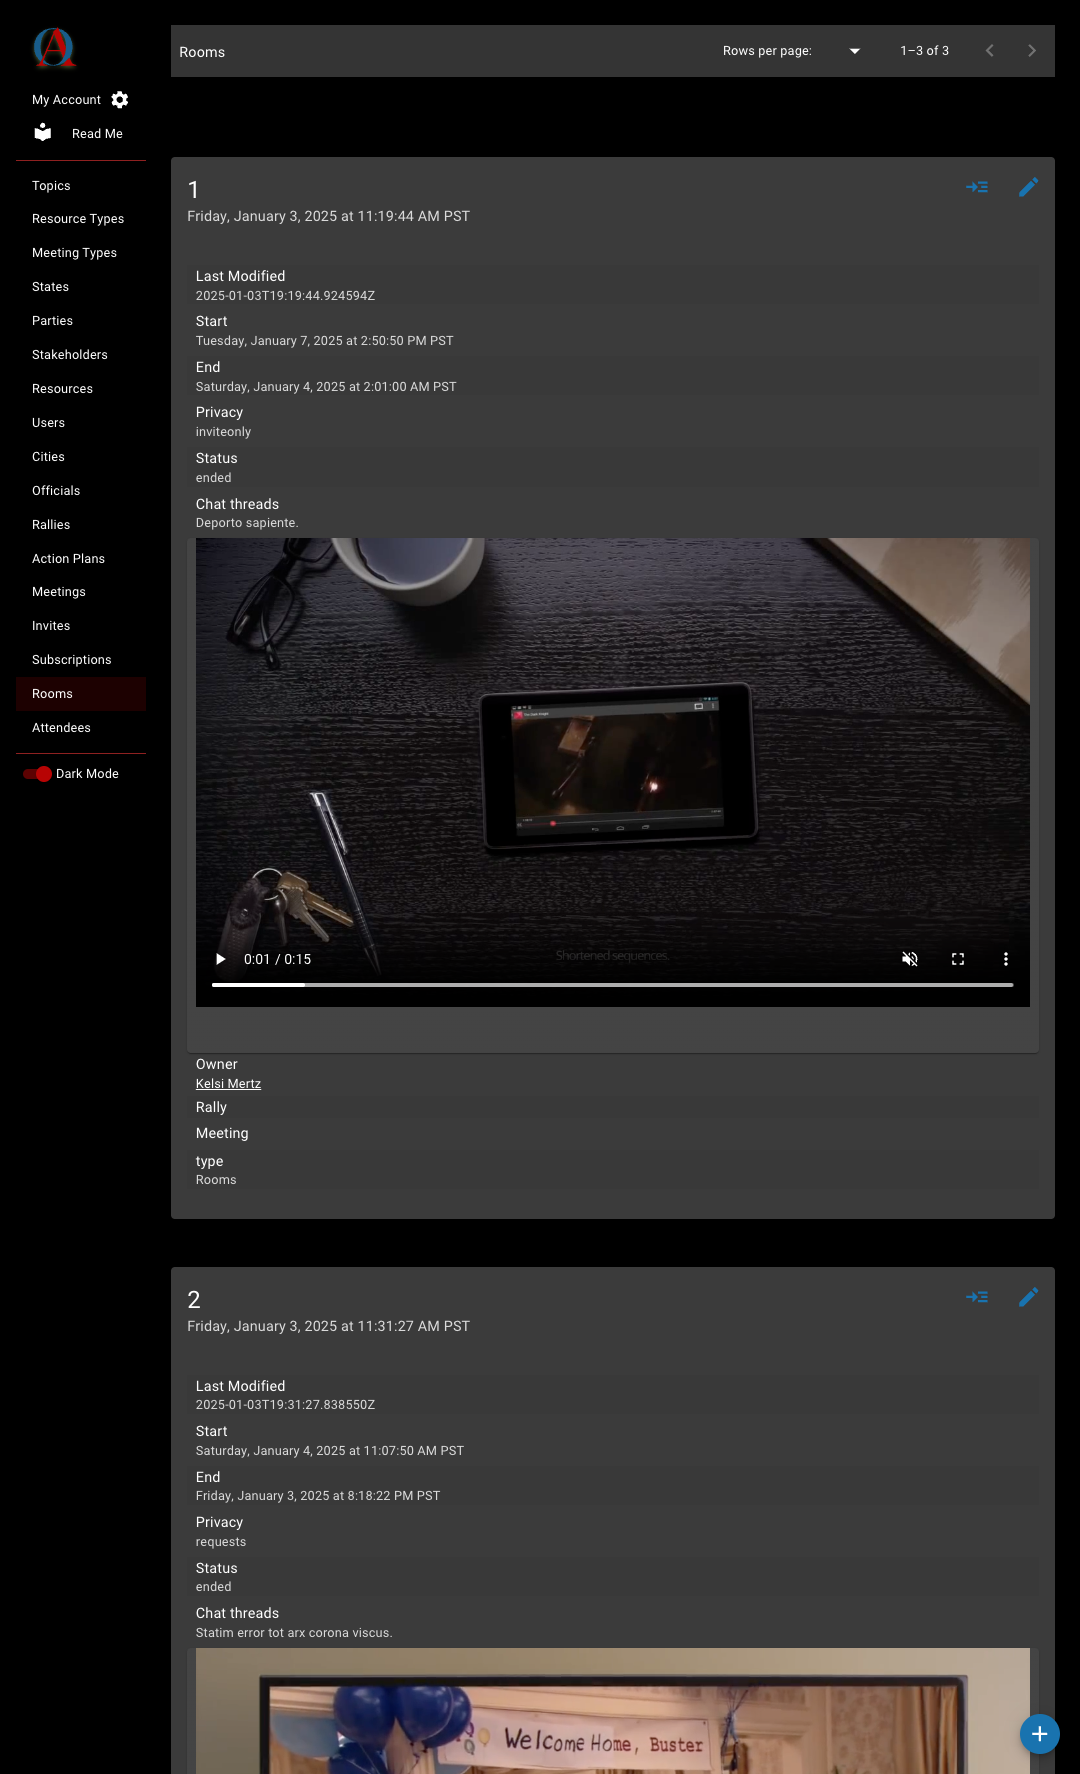 Rooms
Rows per page:
1–3 of 3
My Account
Read Me
Topics
Resource Types
Meeting Types
States
Parties
Stakeholders
Resources
Users
Cities
Officials
Rallies
Action Plans
Meetings
Invites
Subscriptions
Rooms
Attendees
Dark Mode
1
Friday, January 3, 2025 at 11:19:44 AM PST
Last Modified
2025-01-03T19:19:44.924594Z
Start
Tuesday, January 7, 2025 at 2:50:50 PM PST
End
Saturday, January 4, 2025 at 2:01:00 AM PST
Privacy
inviteonly
Status
ended
Chat threads
Deporto sapiente.
Shortened sequences.
0:01 / 0:15
Owner
Kelsi Mertz
Rally
Meeting
type
Rooms
2
Friday, January 3, 2025 at 11:31:27 AM PST
Last Modified
2025-01-03T19:31:27.838550Z
Start
Saturday, January 4, 2025 at 11:07:50 AM PST
End
Friday, January 3, 2025 at 8:18:22 PM PST
Privacy
requests
Status
ended
Chat threads
Statim error tot arx corona viscus.
Welcome Home, Buster